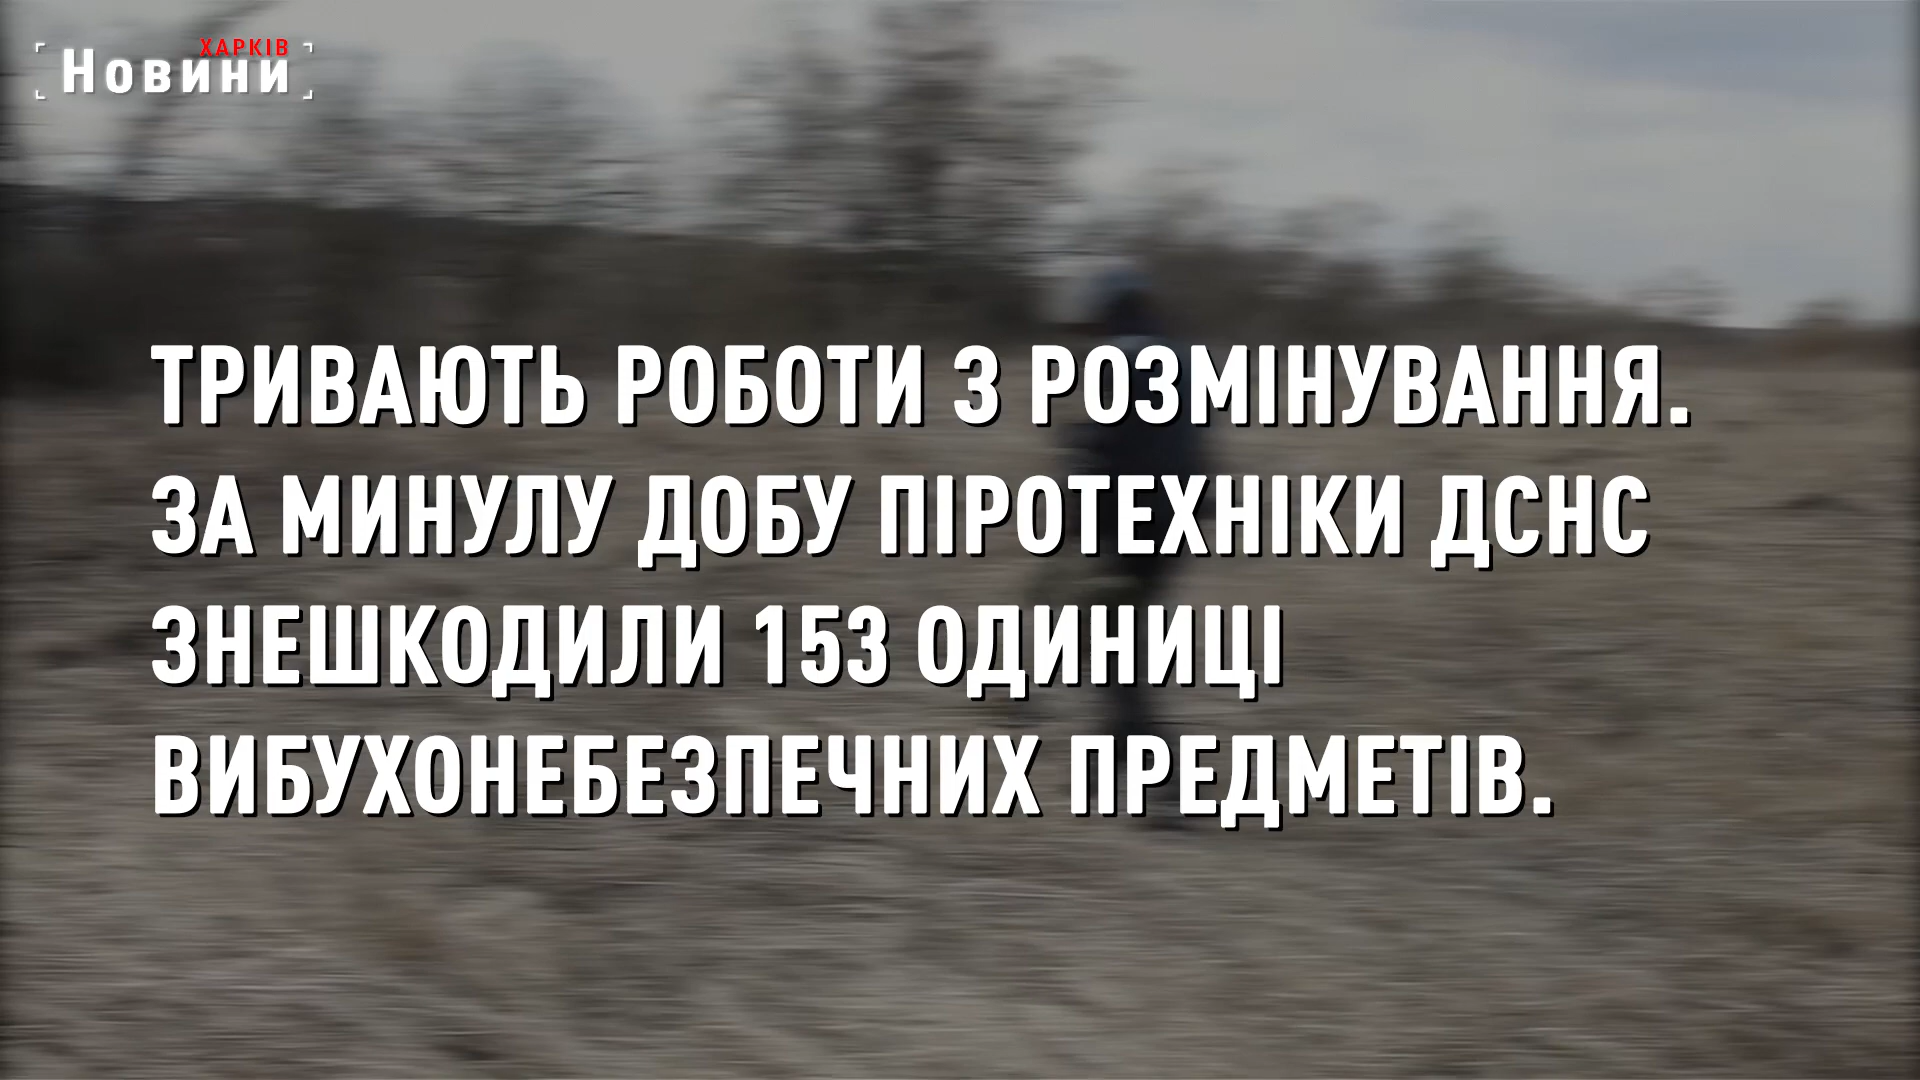 ХАРКІВ
Новини
ТРИВАЮТЬ РОБОТИ З РОЗМІНУВАННЯ.
ЗА МИНУЛУ ДОБУ ПІРОТЕХНІКИ ДСНС
ЗНЕШКОДИЛИ 153 ОДИНИЦІ
ВИБУХОНЕБЕЗПЕЧНИХ ПРЕДМЕТІВ.